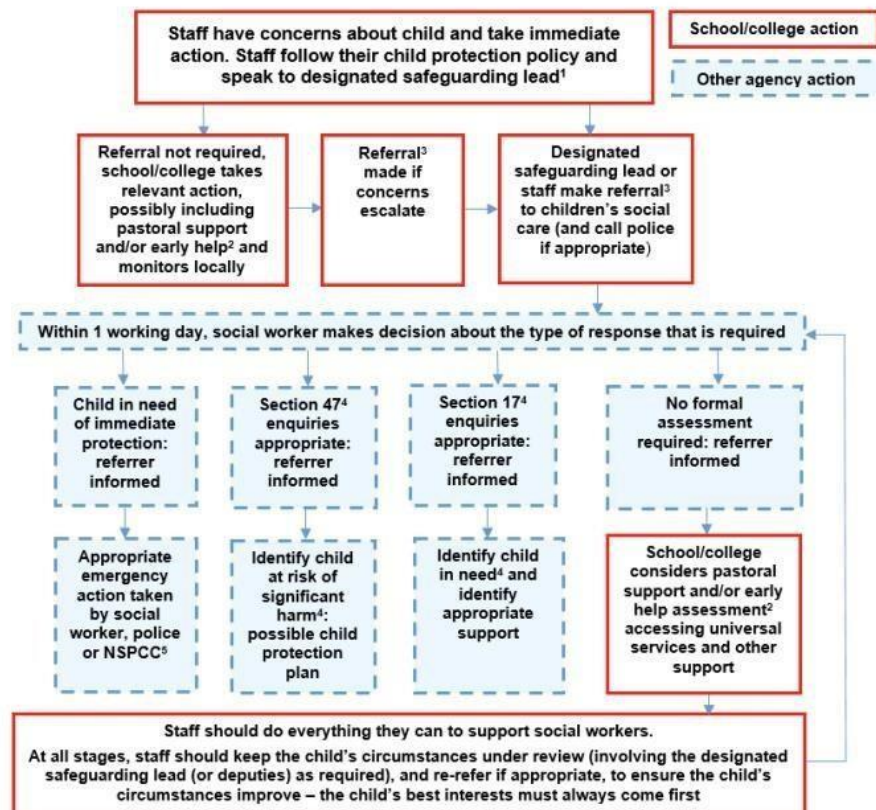 Staff have concerns about child and take immediate
action. Staff follow their child protection policy and
speak to designated safeguarding lead¹
School/college action
Other agency action
Referral not required,
school/college takes
relevant action,
possibly including
pastoral support
and/or early help² and
monitors locally
Referral³
made if
concerns
escalate
Designated
safeguarding lead or
staff make referral³
to children’s social
care (and call police
if appropriate)
Within 1 working day, social worker makes decision about the type of response that is required
Child in need
of immediate
protection:
referrer
informed
Section 47⁴
enquiries
appropriate:
referrer
informed
Section 17⁴
enquiries
appropriate:
referrer
informed
No formal
assessment
required: referrer
informed
Appropriate
emergency
action taken
by social
worker, police
or NSPCC⁵
Identify child
at risk of
significant
harm⁴:
possible child
protection
plan
Identify child
in need⁴ and
identify
appropriate
support
School/college
considers pastoral
support and/or early
help assessment²
accessing universal
services and other
support
Staff should do everything they can to support social workers.
At all stages, staff should keep the child’s circumstances under review (involving the designated
safeguarding lead (or deputies) as required), and re-refer if appropriate, to ensure the child’s
circumstances improve – the child’s best interests must always come first